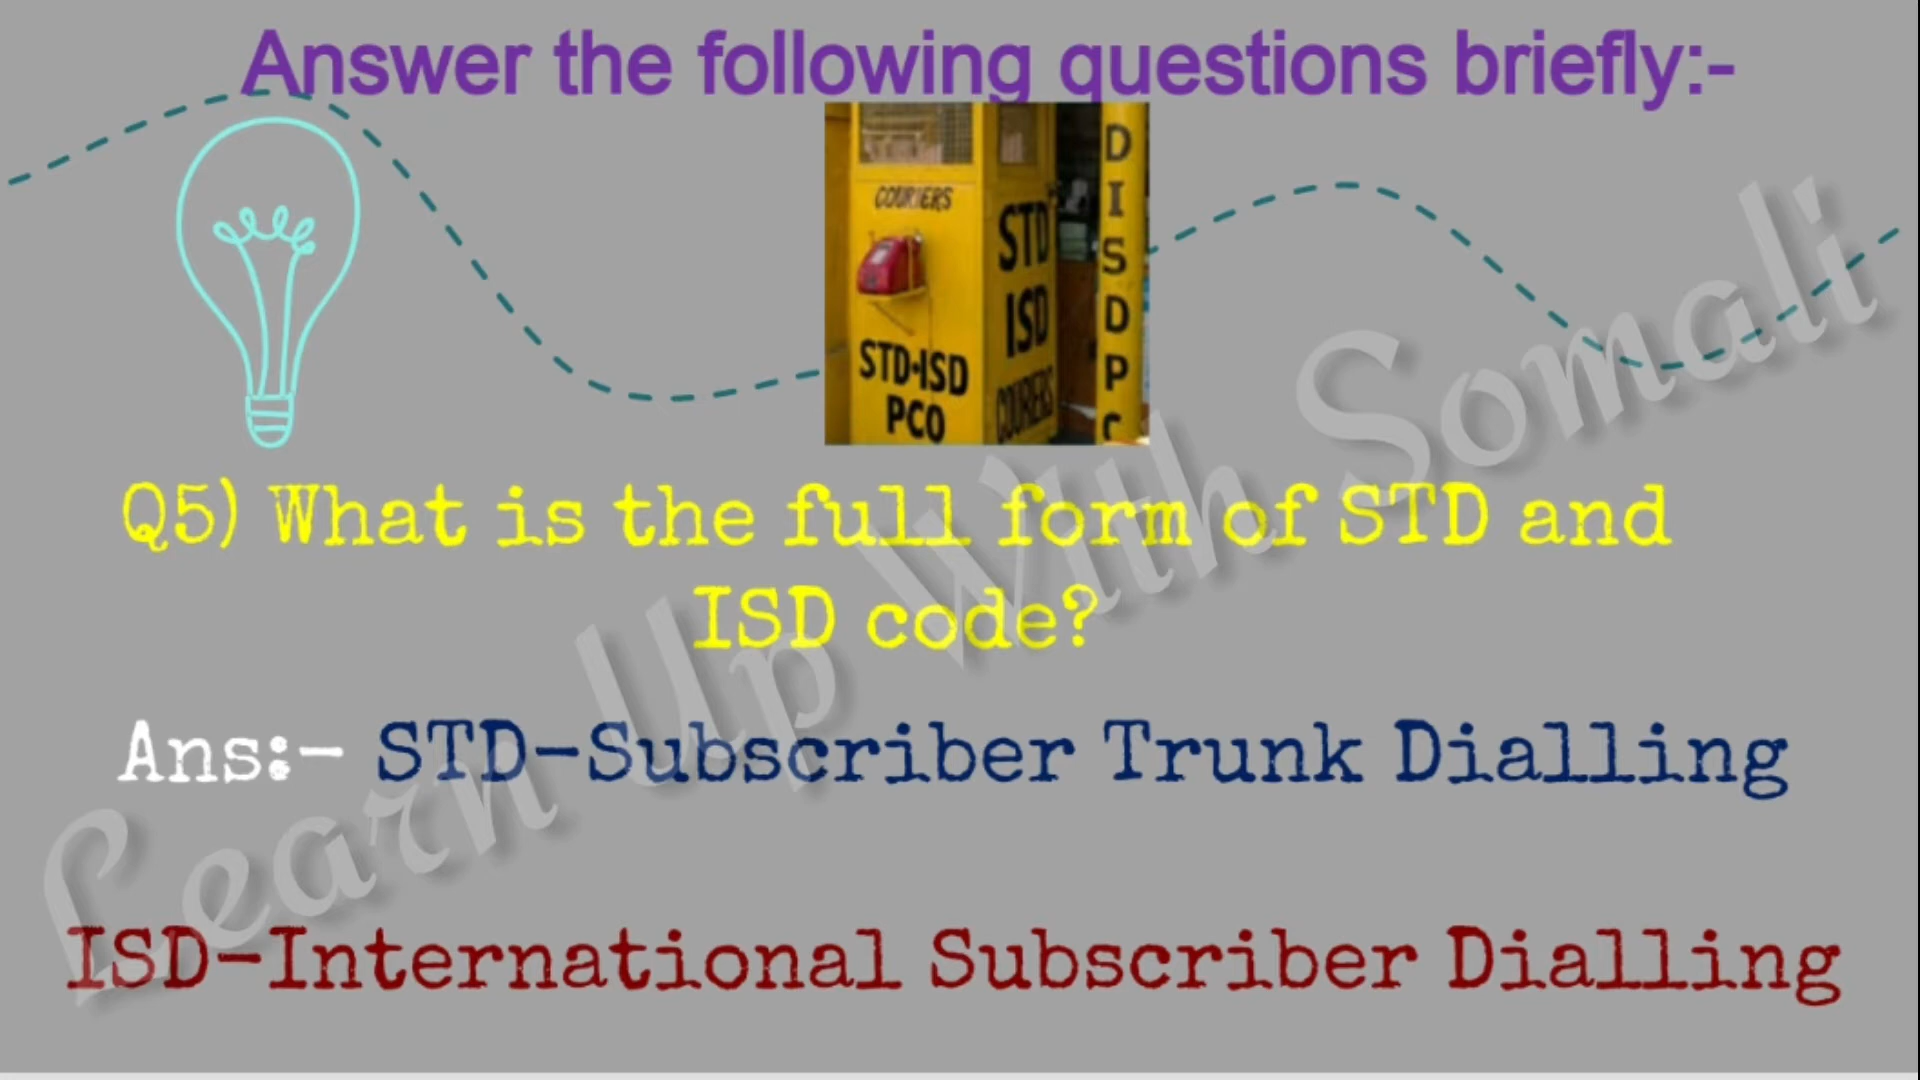 Answer the following questions briefly:-
COURIERS
STD-ISD
PCO
STD
ISD
COURIERS
D
I
S
D
P
C
Q5) What is the full form of STD and
ISD code?
Ans:- STD-Subscriber Trunk Dialling
ISD-International Subscriber Dialling
Learn Up With Somali